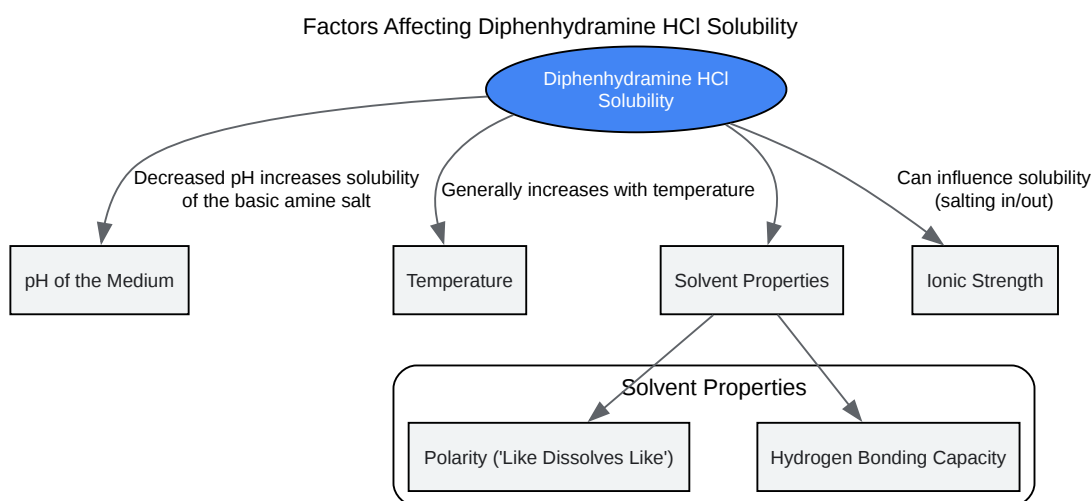 Factors Affecting Diphenhydramine HCl Solubility
Diphenhydramine HCl
Solubility
Decreased pH increases solubility
of the basic amine salt
Generally increases with temperature
Can influence solubility
(salting in/out)
pH of the Medium
Temperature
Solvent Properties
Ionic Strength
Solvent Properties
Polarity ('Like Dissolves Like')
Hydrogen Bonding Capacity